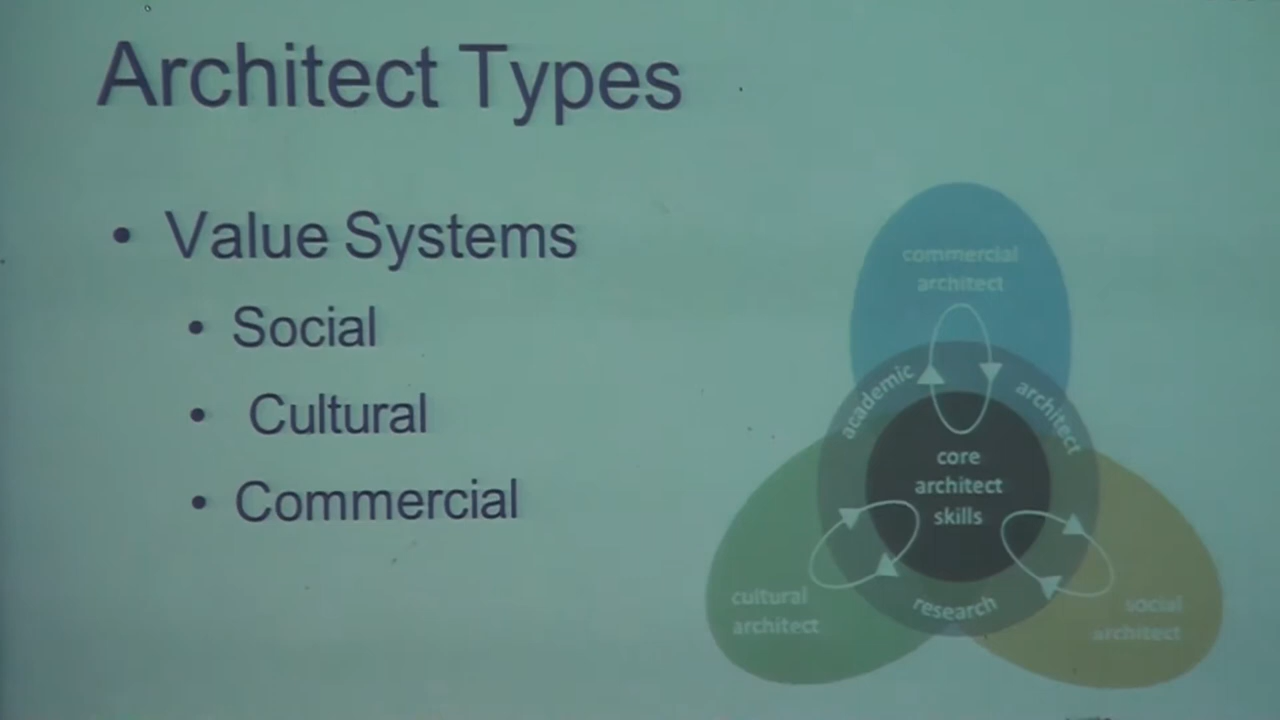 Architect Types
• Value Systems
• Social
• Cultural
• Commercial
commercial
architect
academic
architect
core
architect
skills
cultural
architect
research
social
architect